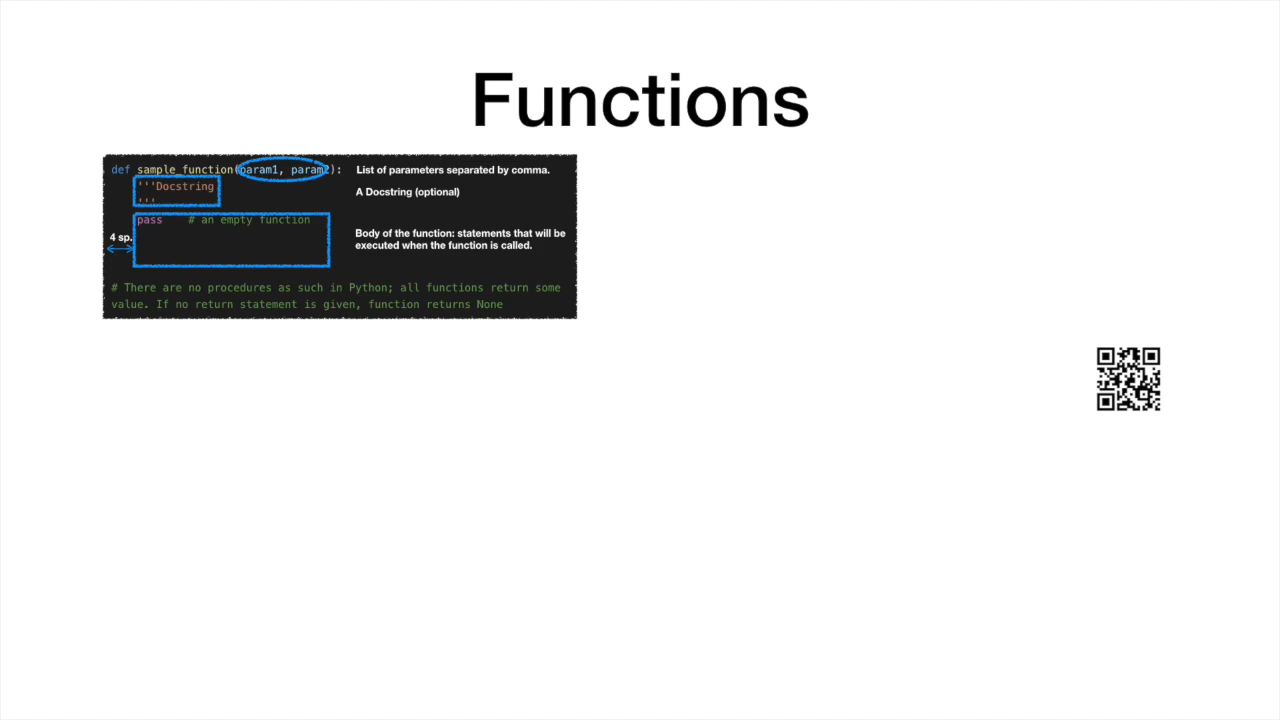 Functions
def sample_function(param1, param2): List of parameters separated by comma.
'''Docstring
A Docstring (optional)
'''
pass # an empty function
4 sp.
Body of the function: statements that will be
executed when the function is called.
# There are no procedures as such in Python; all functions return some
value. If no return statement is given, function returns None